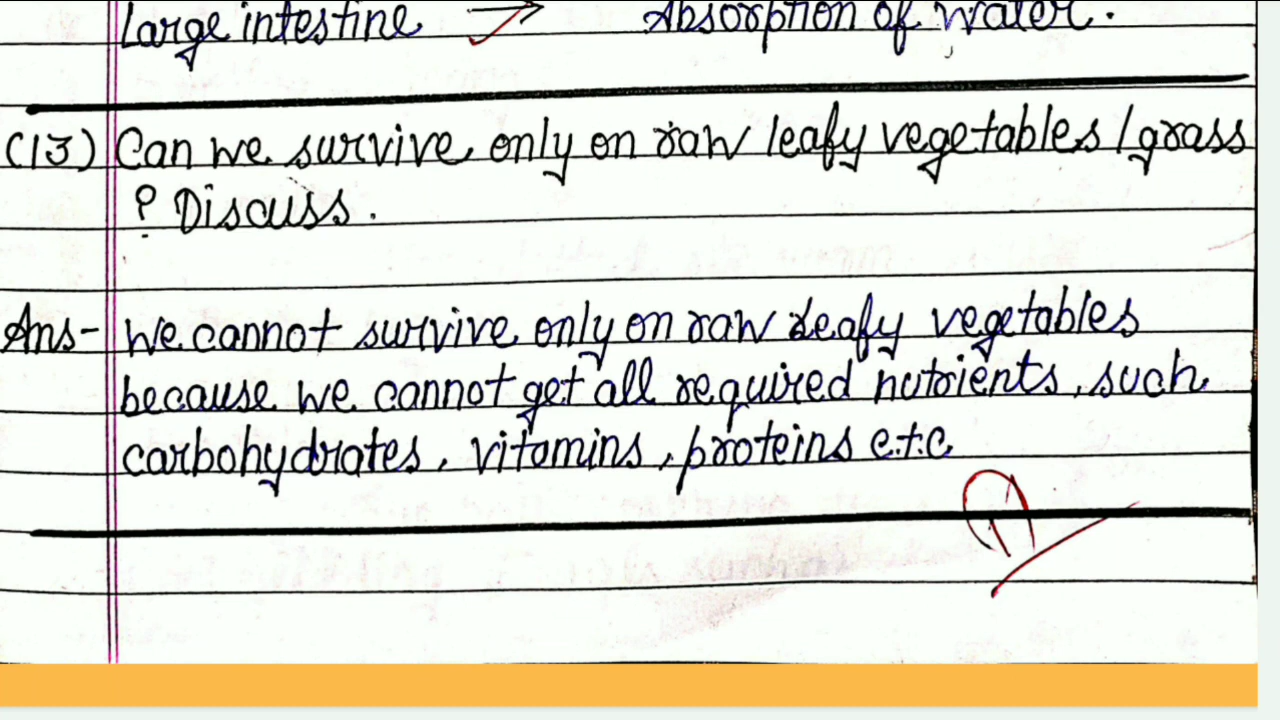 Large intestine → Absorption of Water.
(13) Can we survive only on raw leafy vegetables / grass
? Discuss.
Ans- We cannot survive only on raw leafy vegetables
because we cannot get all required nutrients, such
carbohydrates, vitamins, proteins e.t.c